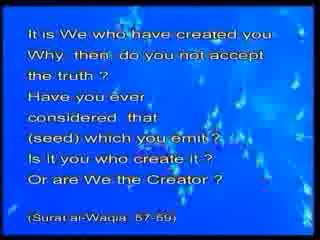 It is We who have created you
Why then, do you not accept
the truth ?
Have you ever
considered that
(seed) which you emit ?
Is it you who create it ?
Or are We the Creator ?
(Surat al-Waqia 57-59)